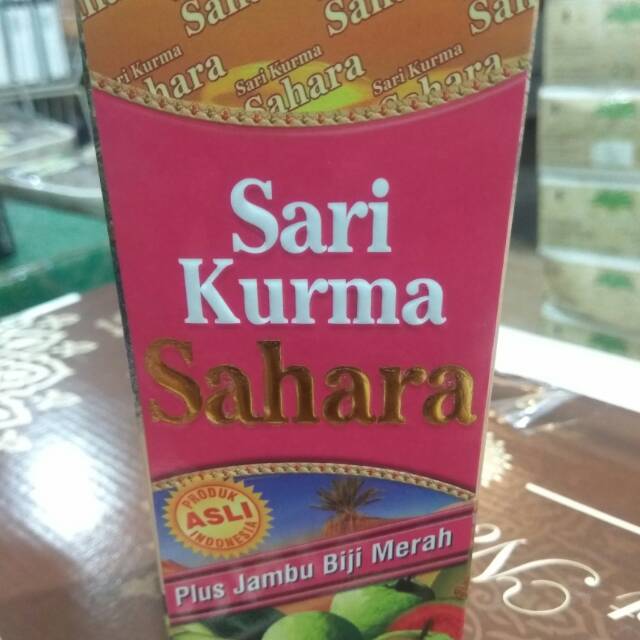 Sari Kurma
Sahara
Sari Kurma
Sahara
Sari Kurma
Sahara
Sari
Kurma
Sahara
PRODUK
ASLI
INDONESIA
Plus Jambu Biji Merah